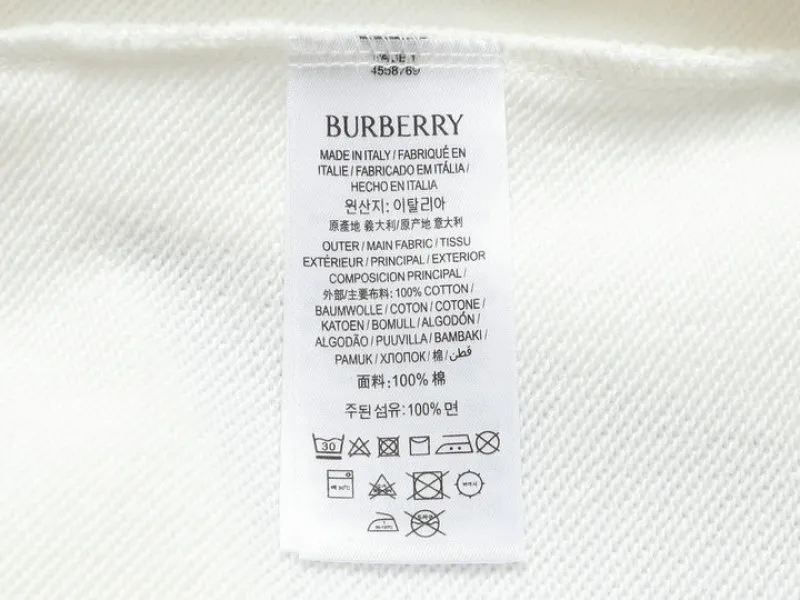 4558769
BURBERRY
MADE IN ITALY / FABRIQUÉ EN
ITALIE / FABRICADO EM ITÁLIA /
HECHO EN ITALIA
원산지: 이탈리아
原產地 義大利/原产地 意大利
OUTER / MAIN FABRIC / TISSU
EXTÉRIEUR / PRINCIPAL / EXTERIOR
COMPOSICION PRINCIPAL /
外部/主要布料: 100% COTTON /
BAUMWOLLE / COTON / COTONE /
KATOEN / BOMULL / ALGODÓN /
ALGODÃO / PUUVILLA / BAMBAKI /
PAMUK / ХЛОПОК / 棉 / قطن
面料: 100% 棉
주된 섬유: 100% 면
30